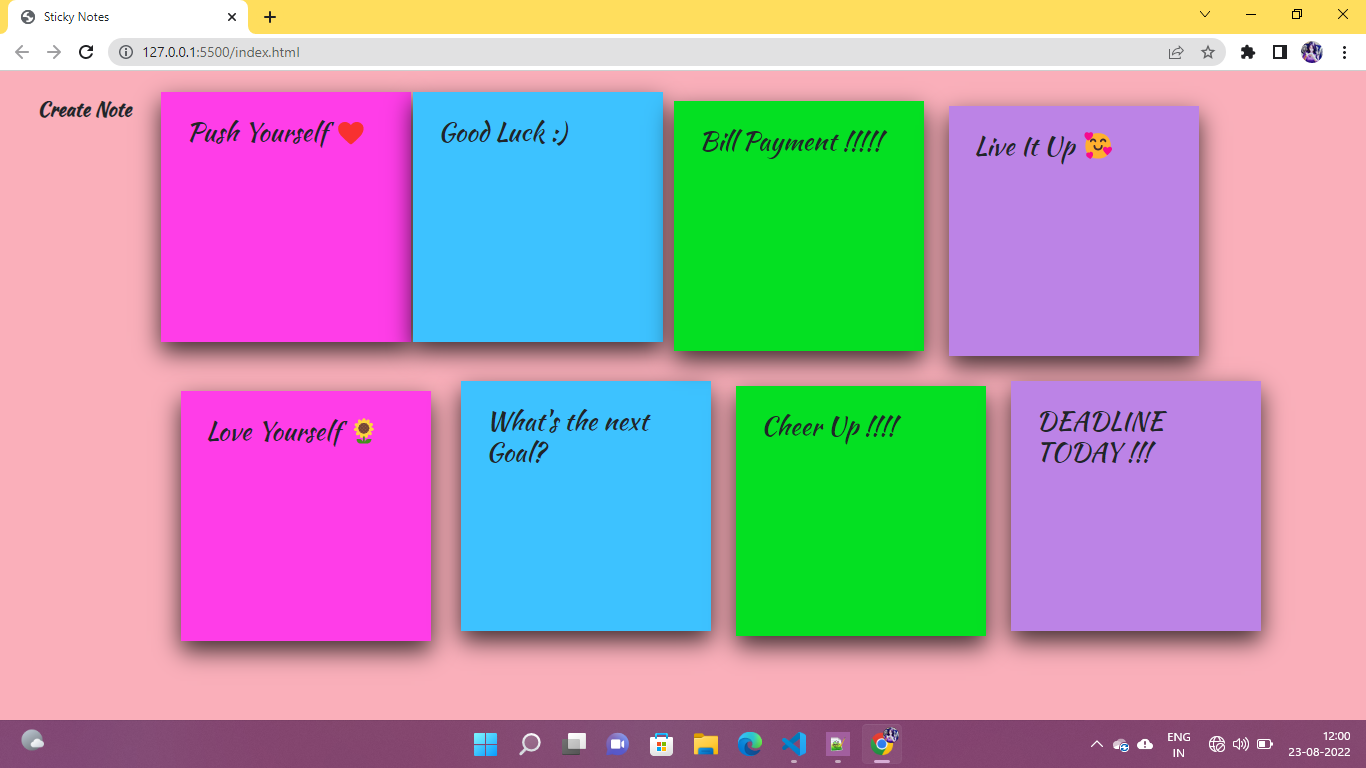 Sticky Notes
127.0.0.1:5500/index.html
Create Note
Push Yourself ❤️
Good Luck :)
Bill Payment !!!!!
Live It Up 🥰
Love Yourself 🌻
What's the next
Goal?
Cheer Up !!!!
DEADLINE
TODAY !!!
ENG
IN
12:00
23-08-2022